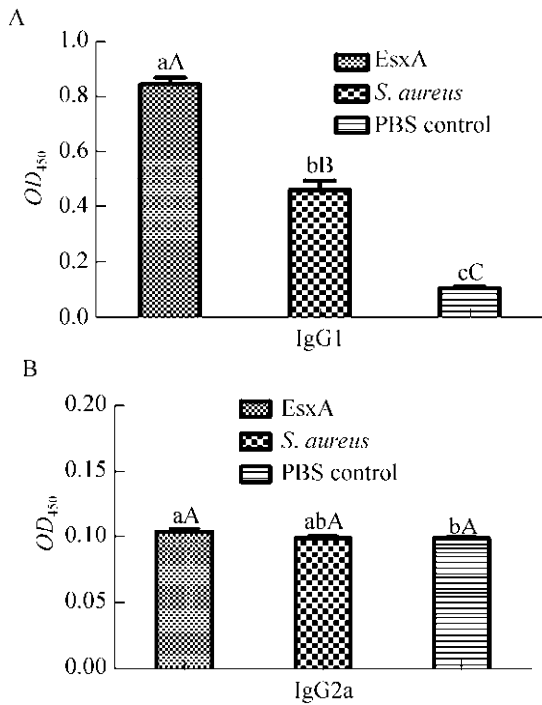 A
1.0
0.8
0.6
0.4
0.2
0.0
OD450
aA
bB
cC
EsxA
S. aureus
PBS control
IgG1
B
0.20
0.15
0.10
0.05
0.00
OD450
EsxA
S. aureus
PBS control
aA
abA
bA
IgG2a